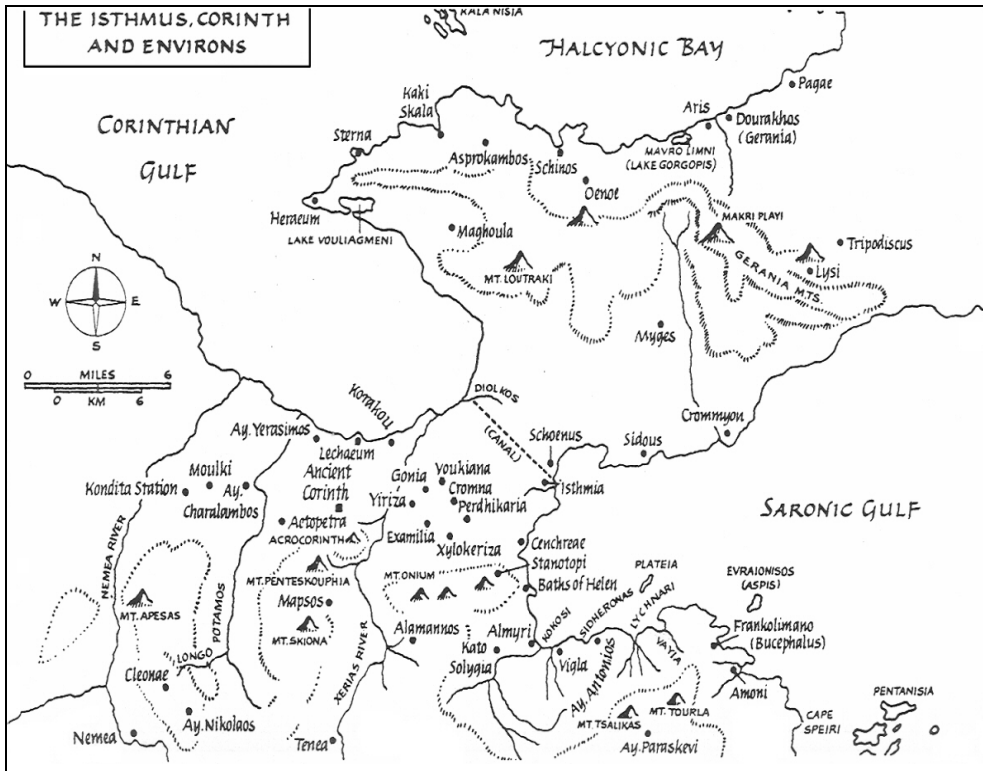 THE ISTHMUS, CORINTH
AND ENVIRONS
KALA NISIA
HALCYONIC BAY
CORINTHIAN
GULF
Pagae
Kaki
Skala
Aris
Dourakhos
(Gerania)
Sterna
Asprokambos
Schinos
MAVRO LIMNI
(LAKE GORGOPIS)
Oenoe
Heraeum
LAKE VOULIAGMENI
Maghoula
MAKRI PLAYI
Tripodiscus
MT. LOUTRAKI
GERANIA MTS.
Lysi
N
W E
S
Myges
0 MILES 6
0 KM 6
DIOLKOS
(CANAL)
Korakou
Crommyon
Ay. Yerasimos
Lechaeum
Schoenus
Sidous
Ancient
Corinth
Gonia
Youkiana
Cromna
Perdhikaria
Isthmia
Moulki
Kondita Station
Ay.
Charalambos
Yiriza
Aetopetra
ACROCORINTH
Examilia
Xylokeriza
SARONIC GULF
Cenchreae
Stanotopi
NEMEA RIVER
MT. PENTESKOUPHIA
MT. ONIUM
Baths of Helen
PLATEIA
EVRAIONISOS
(ASPIS)
MT. APESAS
Mapsos
MT. SKIONA
Alamannos
Almyri
KOKOSI
SIDHERONAS
LYCHNARI
VAYIA
Frankolimano
(Bucephalus)
LONGO
POTAMOS
XERIAS RIVER
Kato
Solygia
Vigla
Ay. Antonios
Amoni
Cleonae
Ay. Nikolaos
MT. TSALIKAS
MT. TOURLA
PENTANISIA
CAPE
SPEIRI
Nemea
Tenea
Ay. Paraskevi